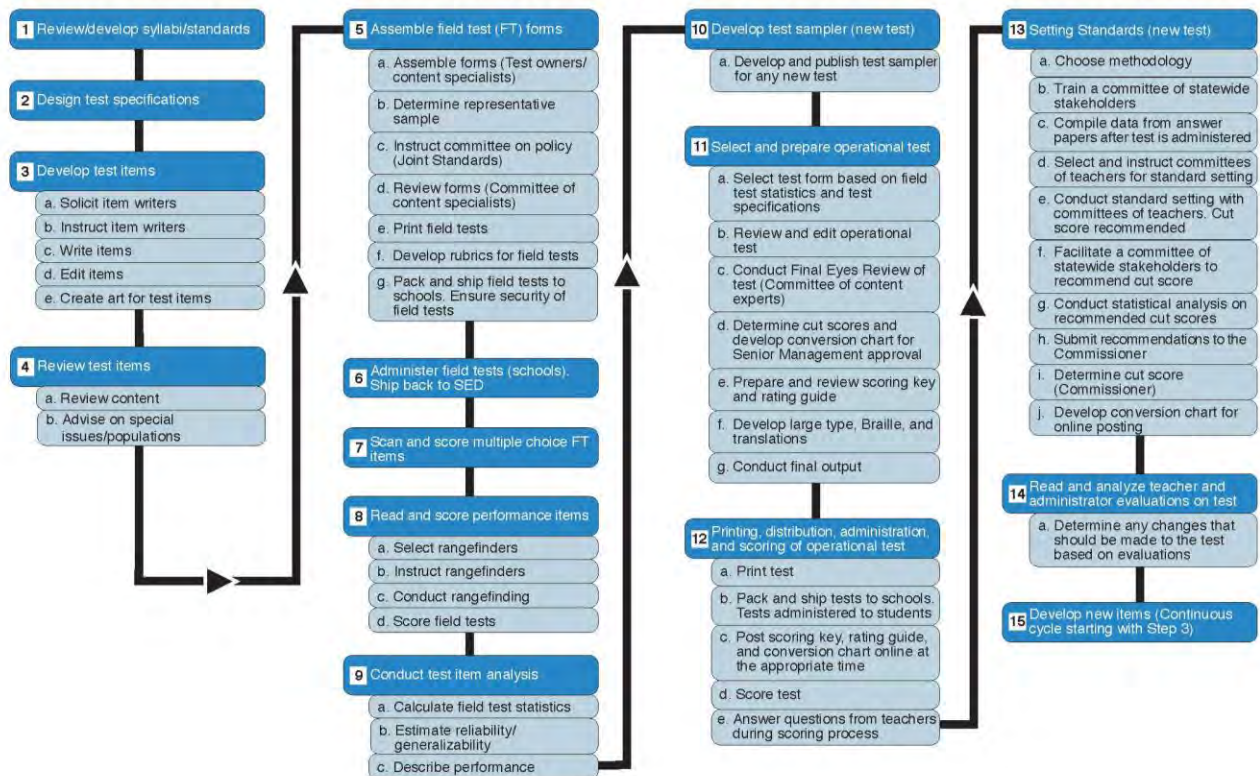 1 Review/develop syllabi/standards
2 Design test specifications
3 Develop test items
a. Solicit item writers
b. Instruct item writers
c. Write items
d. Edit items
e. Create art for test items
4 Review test items
a. Review content
b. Advise on special
issues/populations
5 Assemble field test (FT) forms
a. Assemble forms (Test owners/
content specialists)
b. Determine representative
sample
c. Instruct committee on policy
(Joint Standards)
d. Review forms (Committee of
content specialists)
e. Print field tests
f. Develop rubrics for field tests
g. Pack and ship field tests to
schools. Ensure security of
field tests
6 Administer field tests (schools).
Ship back to SED
7 Scan and score multiple choice FT
items
8 Read and score performance items
a. Select rangefinders
b. Instruct rangefinders
c. Conduct rangefinding
d. Score field tests
9 Conduct test item analysis
a. Calculate field test statistics
b. Estimate reliability/
generalizability
c. Describe performance
10 Develop test sampler (new test)
a. Develop and publish test sampler
for any new test
11 Select and prepare operational test
a. Select test form based on field
test statistics and test
specifications
b. Review and edit operational
test
c. Conduct Final Eyes Review of
test (Committee of content
experts)
d. Determine cut scores and
develop conversion chart for
Senior Management approval
e. Prepare and review scoring key
and rating guide
f. Develop large type, Braille, and
translations
g. Conduct final output
12 Printing, distribution, administration,
and scoring of operational test
a. Print test
b. Pack and ship tests to schools.
Tests administered to students
c. Post scoring key, rating guide,
and conversion chart online at
the appropriate time
d. Score test
e. Answer questions from teachers
during scoring process
13 Setting Standards (new test)
a. Choose methodology
b. Train a committee of statewide
stakeholders
c. Compile data from answer
papers after test is administered
d. Select and instruct committees
of teachers for standard setting
e. Conduct standard setting with
committees of teachers. Cut
score recommended
f. Facilitate a committee of
statewide stakeholders to
recommend cut score
g. Conduct statistical analysis on
recommended cut scores
h. Submit recommendations to the
Commissioner
i. Determine cut score
(Commissioner)
j. Develop conversion chart for
online posting
14 Read and analyze teacher and
administrator evaluations on test
a. Determine any changes that
should be made to the test
based on evaluations
15 Develop new items (Continuous
cycle starting with Step 3)